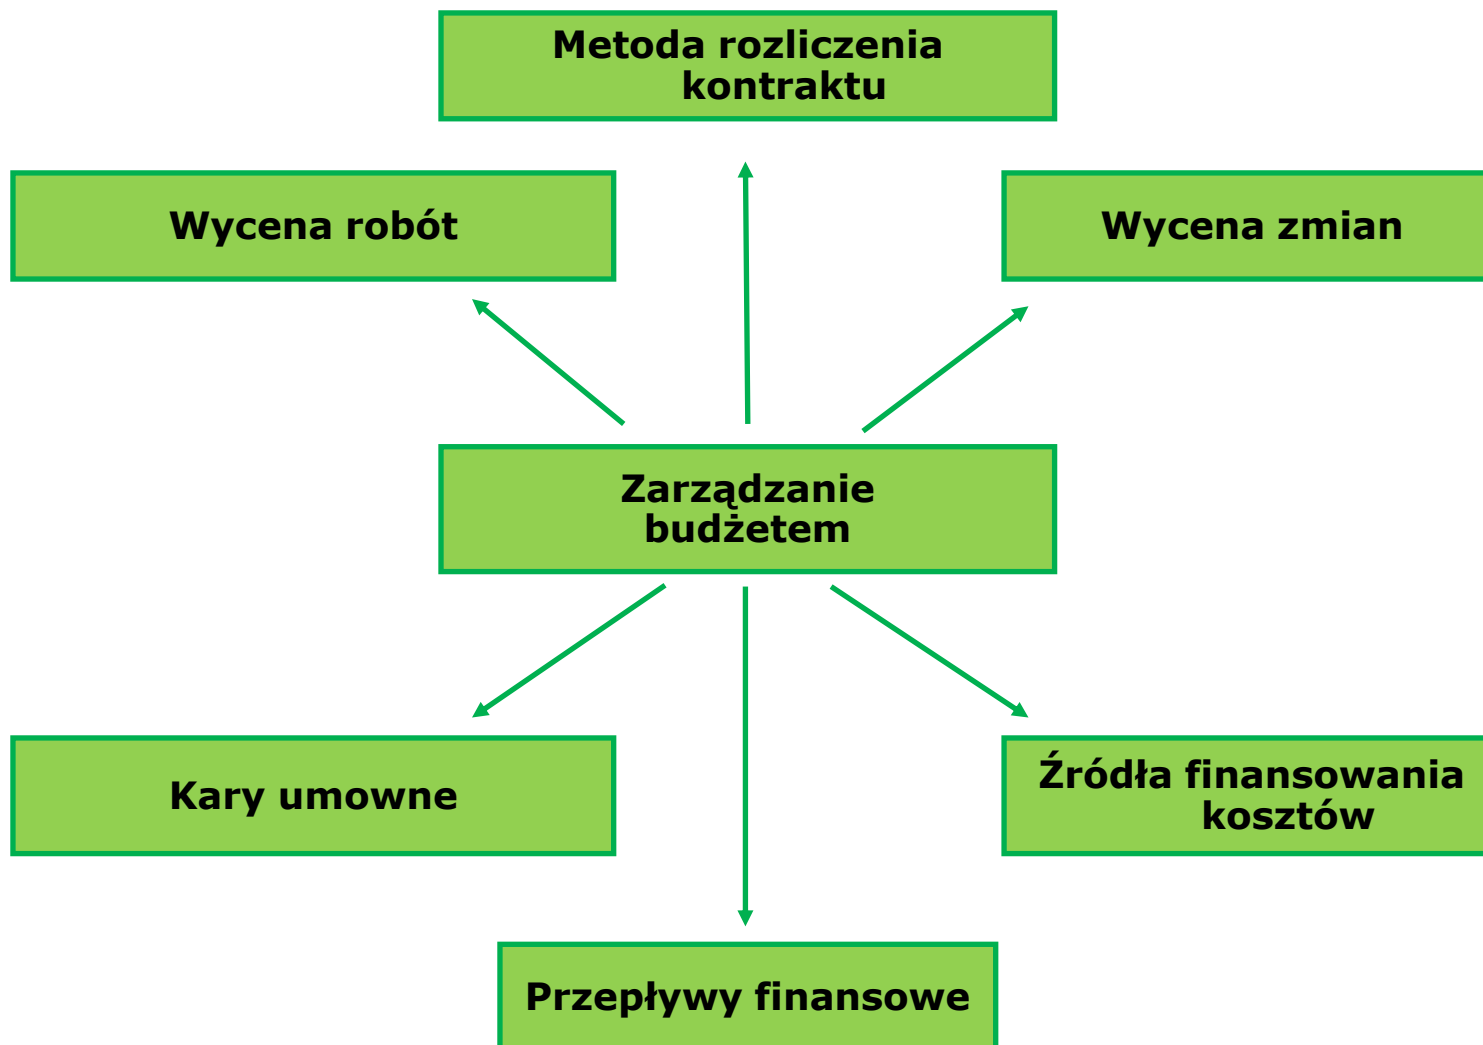 Metoda rozliczenia
kontraktu
Wycena robót
Wycena zmian
Zarządzanie
budżetem
Kary umowne
Źródła finansowania
kosztów
Przepływy finansowe